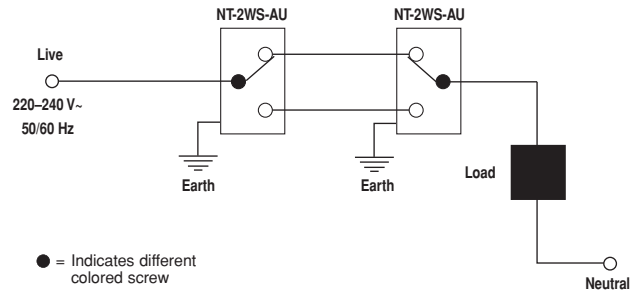 NT-2WS-AU
NT-2WS-AU
Live
220–240 V~
50/60 Hz
Earth
Earth
Load
● = Indicates different
colored screw
Neutral